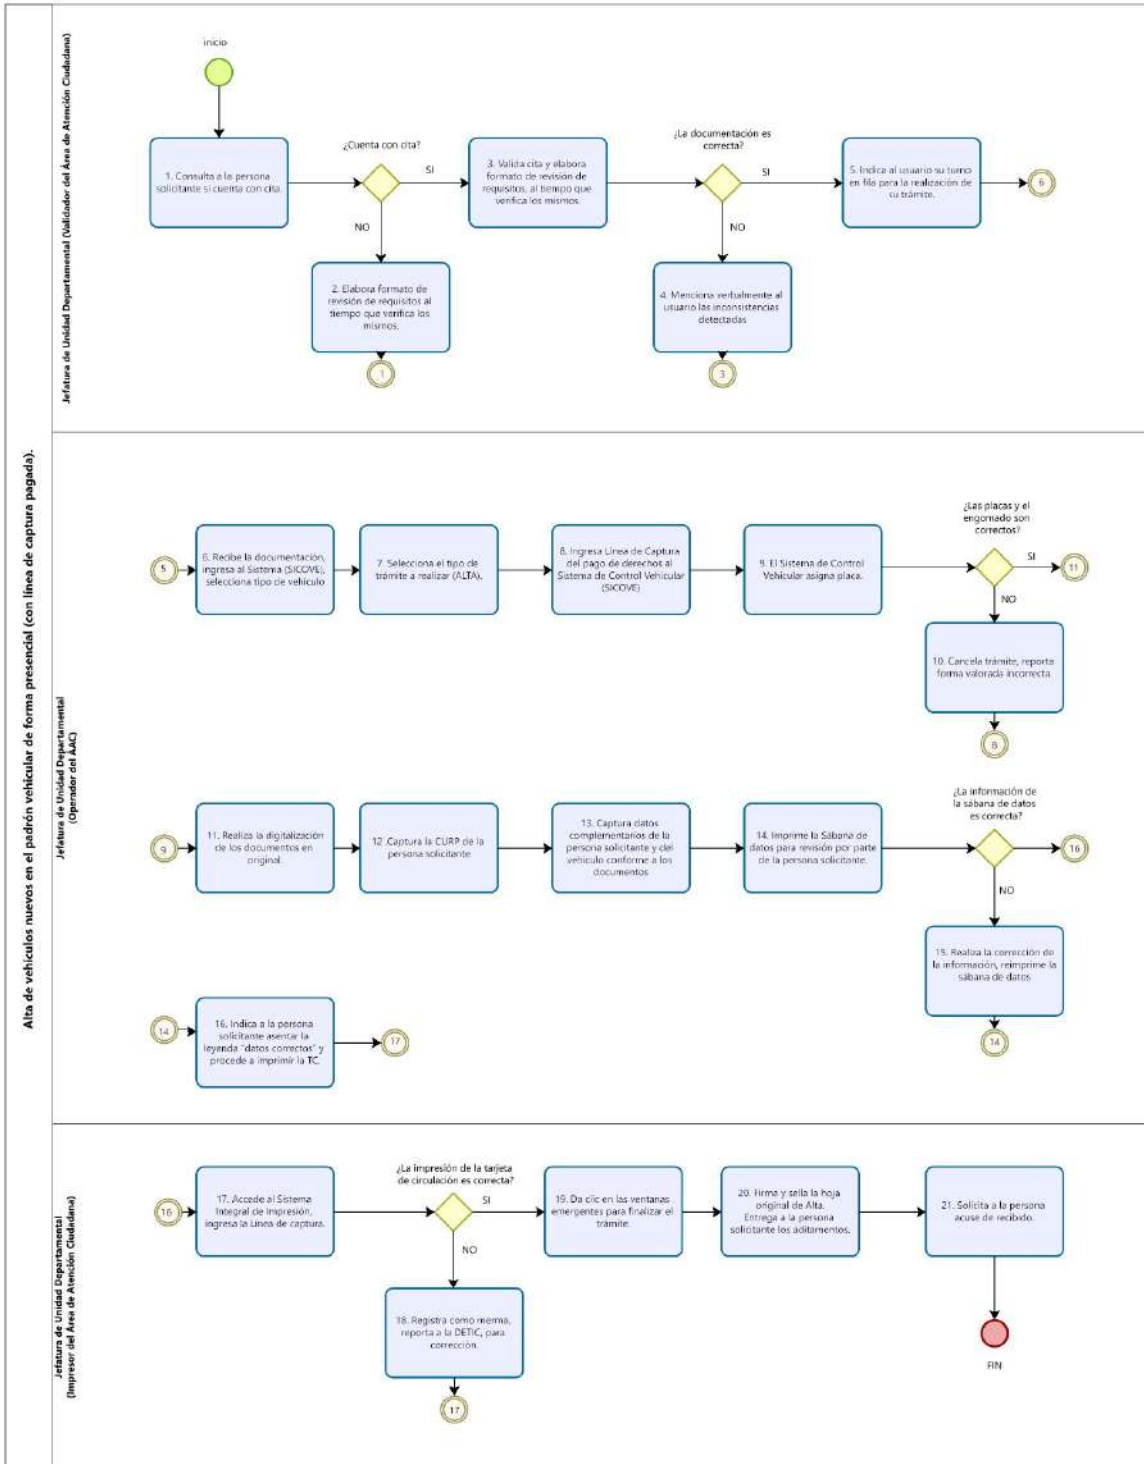 Alta de vehículos nuevos en el padrón vehicular de forma presencial (con línea de captura pagada).
Jefatura de Unidad Departamental (Validador del Área de Atención Ciudadana)
inicio
1. Consulta a la persona
solicitante si cuenta con cita.
¿Cuenta con cita?
SI
NO
2. Elabora formato de
revisión de requisitos al
tiempo que verifica los
mismos.
1
3. Valida cita y elabora
formato de revisión de
requisitos, al tiempo que
verifica los mismos.
¿La documentación es
correcta?
SI
NO
4. Menciona verbalmente al
usuario las inconsistencias
detectadas
3
5. Indica al usuario su turno
en fila para la realización de
su trámite.
6
Jefatura de Unidad Departamental
(Operador del AAC)
5
6. Recibe la documentación,
ingresa al Sistema (SICOVE),
selecciona tipo de vehículo
7. Selecciona el tipo de
trámite a realizar (ALTA).
8. Ingresa Línea de Captura
del pago de derechos al
Sistema de Control Vehicular
(SICOVE)
9. El Sistema de Control
Vehicular asigna placa.
¿Las placas y el
engomado son
correctos?
SI
11
NO
10. Cancela trámite, reporta
forma valorada incorrecta
8
9
11. Realiza la digitalización
de los documentos en
original.
12. Captura la CURP de la
persona solicitante
13. Captura datos
complementarios de la
persona solicitante y del
vehículo conforme a los
documentos
14. Imprime la Sábana de
datos para revisión por parte
de la persona solicitante.
¿La información de
la sábana de datos
es correcta?
16
NO
15. Realiza la corrección de
la información, reimprime la
sábana de datos
14
14
16. Indica a la persona
solicitante asentar la
leyenda "datos correctos" y
procede a imprimir la TC.
17
Jefatura de Unidad Departamental
(Impresor del Área de Atención Ciudadana)
16
17. Accede al Sistema
Integral de Impresión,
ingresa la Línea de captura.
¿La impresión de la tarjeta
de circulación es correcta?
SI
NO
18. Registra como merma,
reporta a la DETIC, para
corrección.
17
19. Da clic en las ventanas
emergentes para finalizar el
trámite.
20. Firma y sella la hoja
original de Alta.
Entrega a la persona
solicitante los aditamentos.
21. Solicita a la persona
acuse de recibido.
FIN